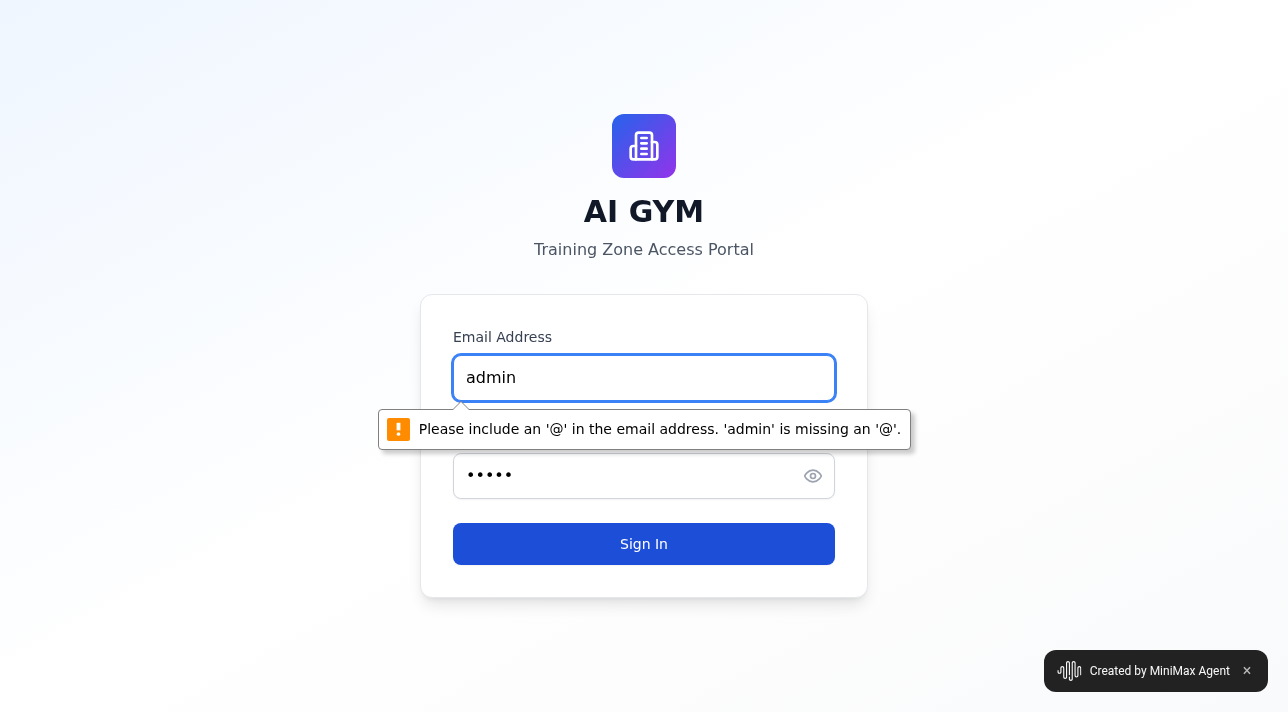 AI GYM
Training Zone Access Portal
Email Address
admin
Please include an '@' in the email address. 'admin' is missing an '@'.
•••••
Sign In
Created by MiniMax Agent ×